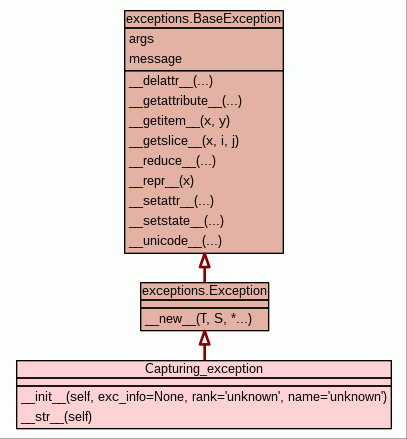 exceptions.BaseException
args
message
__delattr__(...)
__getattribute__(...)
__getitem__(x, y)
__getslice__(x, i, j)
__reduce__(...)
__repr__(x)
__setattr__(...)
__setstate__(...)
__unicode__(...)
exceptions.Exception
__new__(T, S, *...)
Capturing_exception
__init__(self, exc_info=None, rank='unknown', name='unknown')
__str__(self)